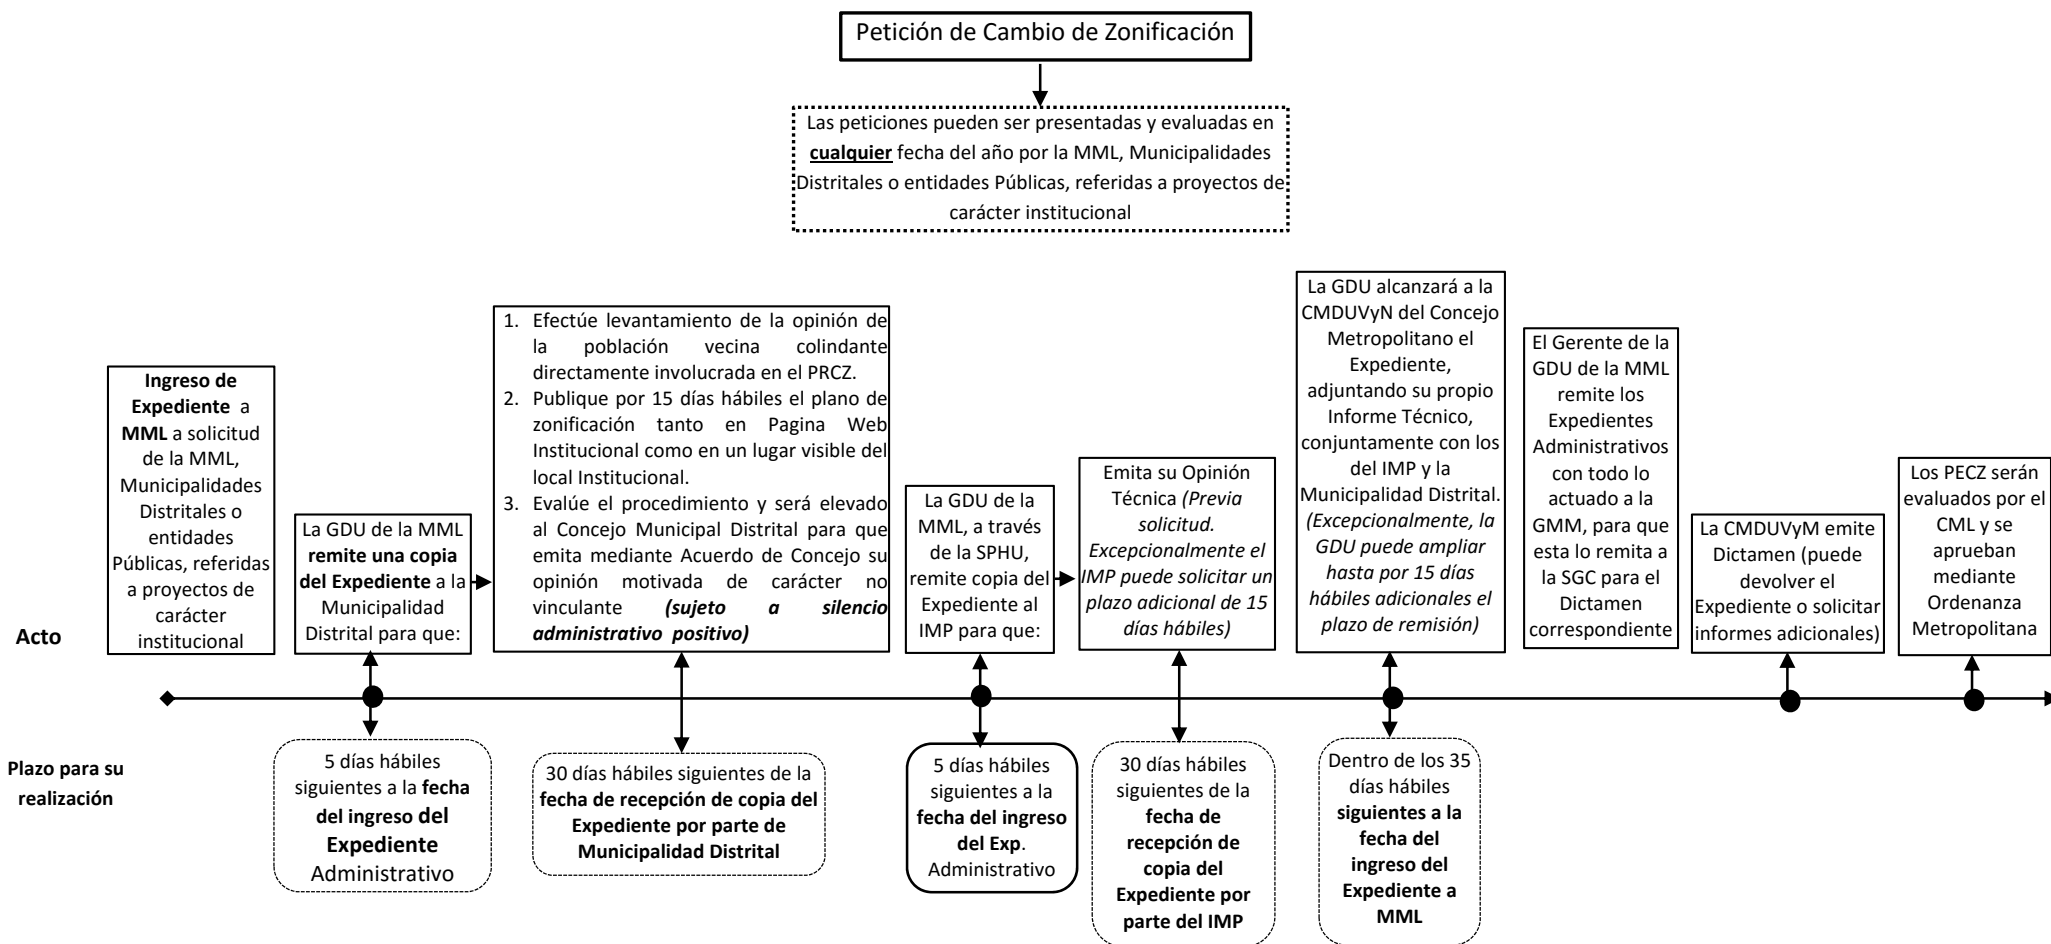 Petición de Cambio de Zonificación
Las peticiones pueden ser presentadas y evaluadas en
cualquier fecha del año por la MML, Municipalidades
Distritales o entidades Públicas, referidas a proyectos de
carácter institucional
Acto
Ingreso de
Expediente a
MML a solicitud
de la MML,
Municipalidades
Distritales o
entidades
Públicas, referidas
a proyectos de
carácter
institucional
La GDU de la MML
remite una copia
del Expediente a la
Municipalidad
Distrital para que:
1. Efectúe levantamiento de la opinión de
la población vecina colindante
directamente involucrada en el PRCZ.
2. Publique por 15 días hábiles el plano de
zonificación tanto en Pagina Web
Institucional como en un lugar visible del
local Institucional.
3. Evalúe el procedimiento y será elevado
al Concejo Municipal Distrital para que
emita mediante Acuerdo de Concejo su
opinión motivada de carácter no
vinculante (sujeto a silencio
administrativo positivo)
La GDU de la
MML, a través
de la SPHU,
remite copia del
Expediente al
IMP para que:
Emita su Opinión
Técnica (Previa
solicitud.
Excepcionalmente el
IMP puede solicitar un
plazo adicional de 15
días hábiles)
La GDU alcanzará a la
CMDUVyN del Concejo
Metropolitano el
Expediente,
adjuntando su propio
Informe Técnico,
conjuntamente con los
del IMP y la
Municipalidad Distrital.
(Excepcionalmente, la
GDU puede ampliar
hasta por 15 días
hábiles adicionales el
plazo de remisión)
El Gerente de la
GDU de la MML
remite los
Expedientes
Administrativos
con todo lo
actuado a la
GMM, para que
esta lo remita a
la SGC para el
Dictamen
correspondiente
La CMDUVyM emite
Dictamen (puede
devolver el
Expediente o solicitar
informes adicionales)
Los PECZ serán
evaluados por el
CML y se
aprueban
mediante
Ordenanza
Metropolitana
Plazo para su
realización
5 días hábiles
siguientes a la fecha
del ingreso del
Expediente
Administrativo
30 días hábiles siguientes de la
fecha de recepción de copia del
Expediente por parte de
Municipalidad Distrital
5 días hábiles
siguientes a la
fecha del ingreso
del Exp.
Administrativo
30 días hábiles
siguientes de la
fecha de
recepción de
copia del
Expediente por
parte del IMP
Dentro de los 35
días hábiles
siguientes a la
fecha del
ingreso del
Expediente a
MML